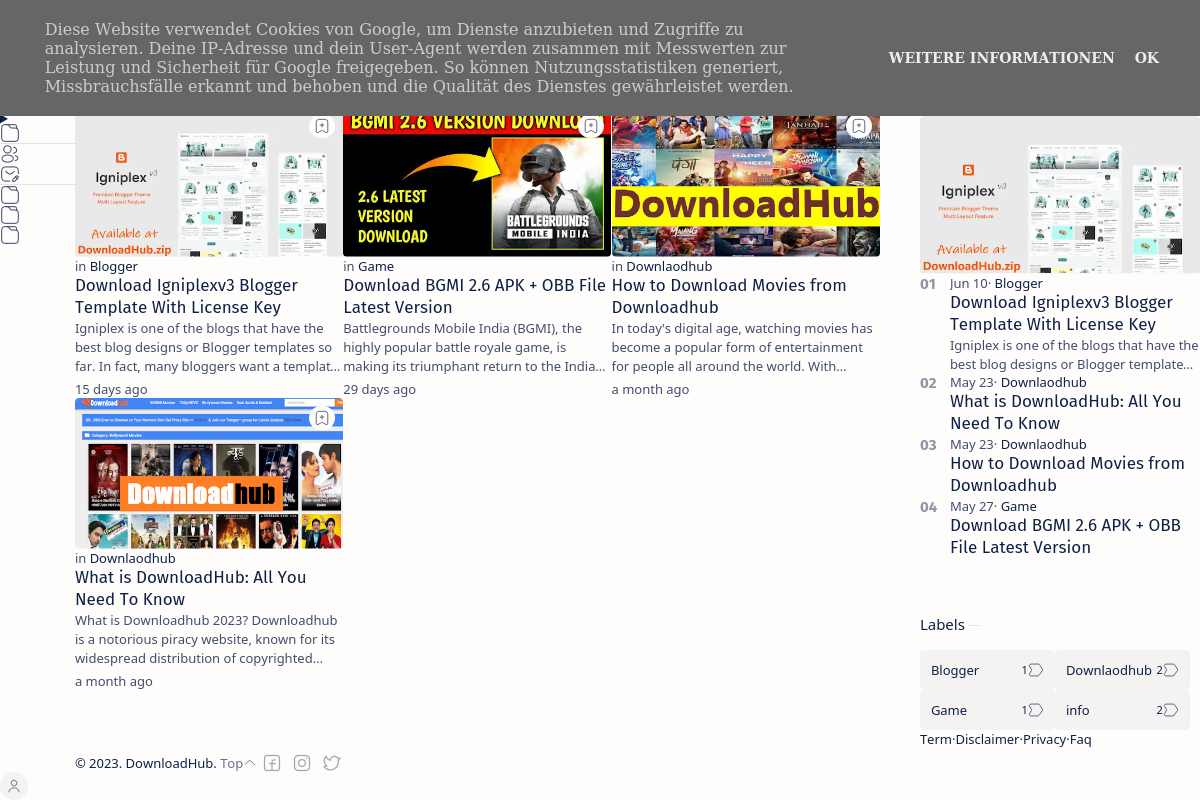 Diese Website verwendet Cookies von Google, um Dienste anzubieten und Zugriffe zu
analysieren. Deine IP-Adresse und dein User-Agent werden zusammen mit Messwerten zur
Leistung und Sicherheit für Google freigegeben. So können Nutzungsstatistiken generiert,
Missbrauchsfälle erkannt und behoben und die Qualität des Dienstes gewährleistet werden.
WEITERE INFORMATIONEN OK
Igniplex v3
Premium Blogger Theme
Multi Layout Feature
Available at
DownloadHub.zip
in Blogger
Download Igniplexv3 Blogger
Template With License Key
Igniplex is one of the blogs that have the
best blog designs or Blogger templates so
far. In fact, many bloggers want a templat...
15 days ago
BGMI 2.6 VERSION DOWNLO
2.6 LATEST
VERSION
DOWNLOAD
BATTLEGROUNDS
MOBILE INDIA
in Game
Download BGMI 2.6 APK + OBB File
Latest Version
Battlegrounds Mobile India (BGMI), the
highly popular battle royale game, is
making its triumphant return to the India...
29 days ago
DownloadHub
in Downlaodhub
How to Download Movies from
Downloadhub
In today's digital age, watching movies has
become a popular form of entertainment
for people all around the world. With...
a month ago
Downloadhub
in Downlaodhub
What is DownloadHub: All You
Need To Know
What is Downloadhub 2023? Downloadhub
is a notorious piracy website, known for its
widespread distribution of copyrighted...
a month ago
Igniplex v3
Premium Blogger Theme
Multi Layout Feature
Available at
DownloadHub.zip
01 Jun 10· Blogger
Download Igniplexv3 Blogger
Template With License Key
Igniplex is one of the blogs that have the
best blog designs or Blogger template...
02 May 23· Downlaodhub
What is DownloadHub: All You
Need To Know
03 May 23· Downlaodhub
How to Download Movies from
Downloadhub
04 May 27· Game
Download BGMI 2.6 APK + OBB
File Latest Version
Labels
Blogger 1
Downlaodhub 2
Game 1
info 2
Term·Disclaimer·Privacy·Faq
© 2023. DownloadHub. Top